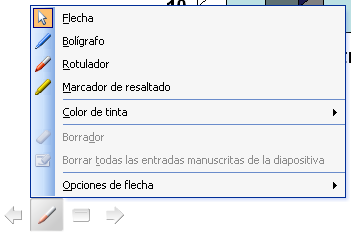 Flecha
Bolígrafo
Rotulador
Marcador de resaltado
Color de tinta
Borrador
Borrar todas las entradas manuscritas de la diapositiva
Opciones de flecha